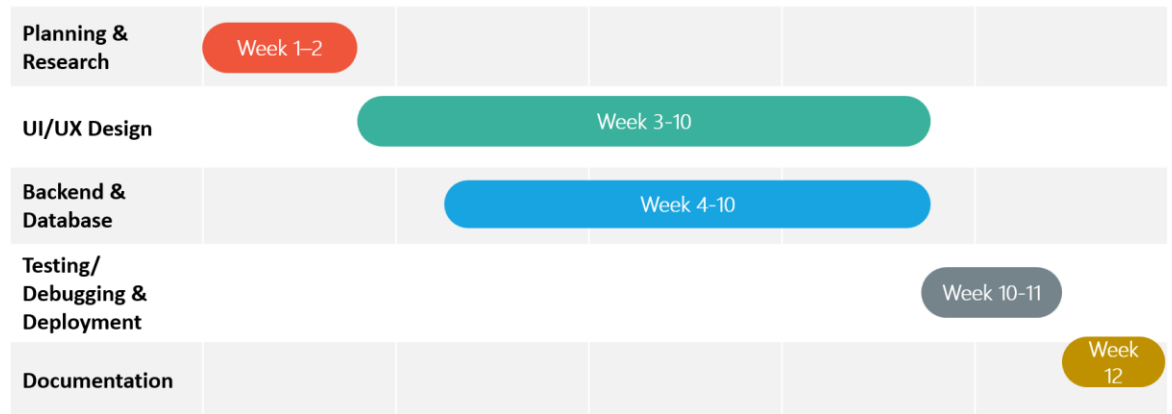 Planning &
Research
Week 1–2
UI/UX Design
Week 3-10
Backend &
Database
Week 4-10
Testing/
Debugging &
Deployment
Week 10-11
Documentation
Week
12